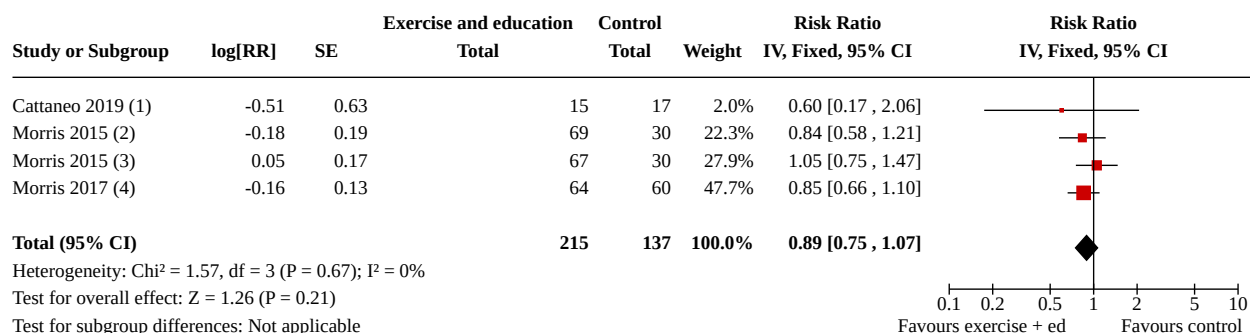 Exercise and education Control Risk Ratio Risk Ratio
Study or Subgroup log[RR] SE Total Total Weight IV, Fixed, 95% CI IV, Fixed, 95% CI
Cattaneo 2019 (1) -0.51 0.63 15 17 2.0% 0.60 [0.17 , 2.06]
Morris 2015 (2) -0.18 0.19 69 30 22.3% 0.84 [0.58 , 1.21]
Morris 2015 (3) 0.05 0.17 67 30 27.9% 1.05 [0.75 , 1.47]
Morris 2017 (4) -0.16 0.13 64 60 47.7% 0.85 [0.66 , 1.10]
Total (95% CI) 215 137 100.0% 0.89 [0.75 , 1.07]
Heterogeneity: Chi² = 1.57, df = 3 (P = 0.67); I² = 0%
Test for overall effect: Z = 1.26 (P = 0.21)
0.1 0.2 0.5 1 2 5 10
Test for subgroup differences: Not applicable Favours exercise + ed Favours control